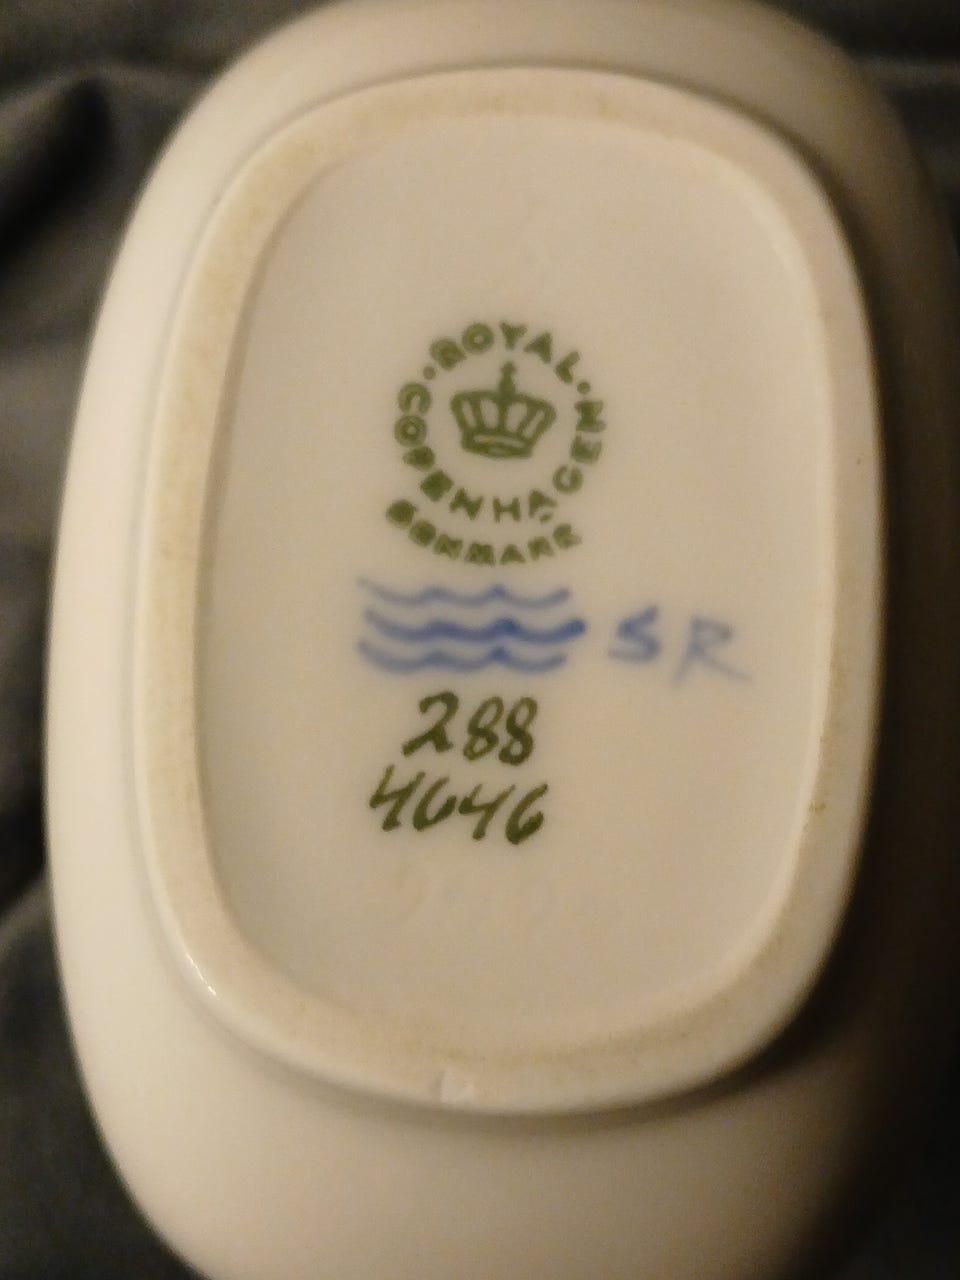 ROYAL
COPENHAGEN
DENMARK
SR
288
4646